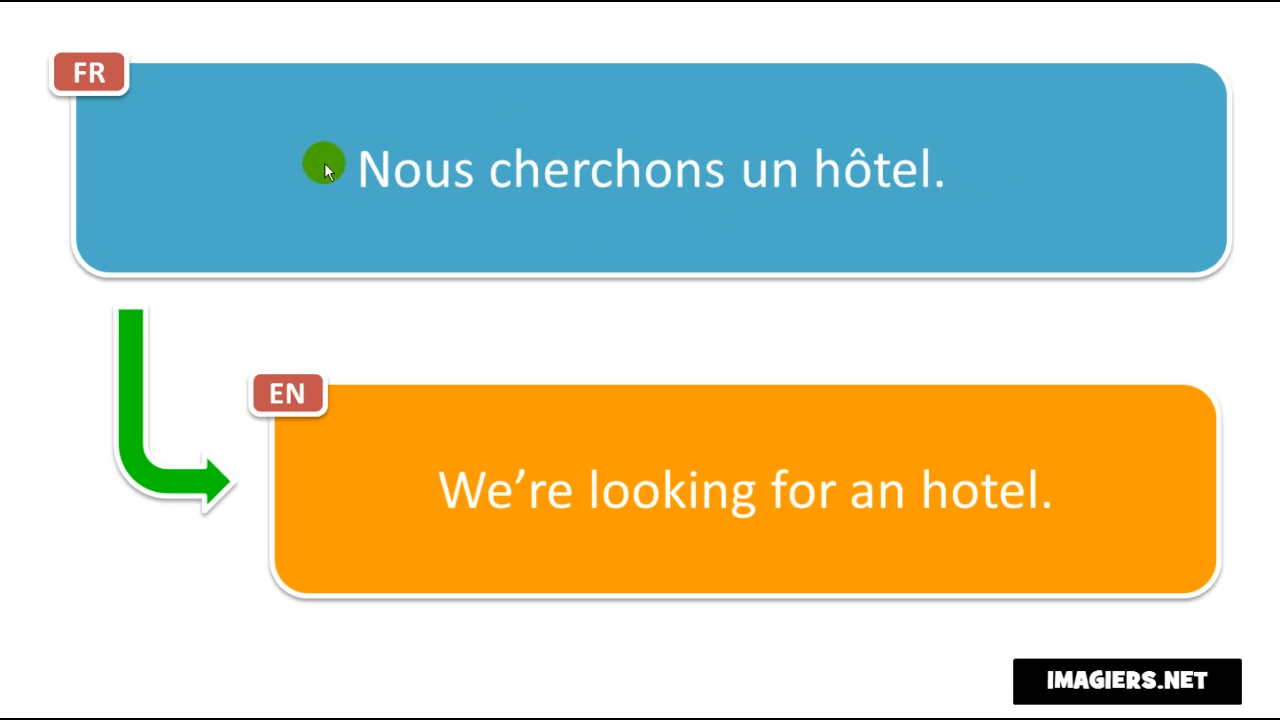 FR
Nous cherchons un hôtel.
EN
We’re looking for an hotel.
IMAGIERS.NET